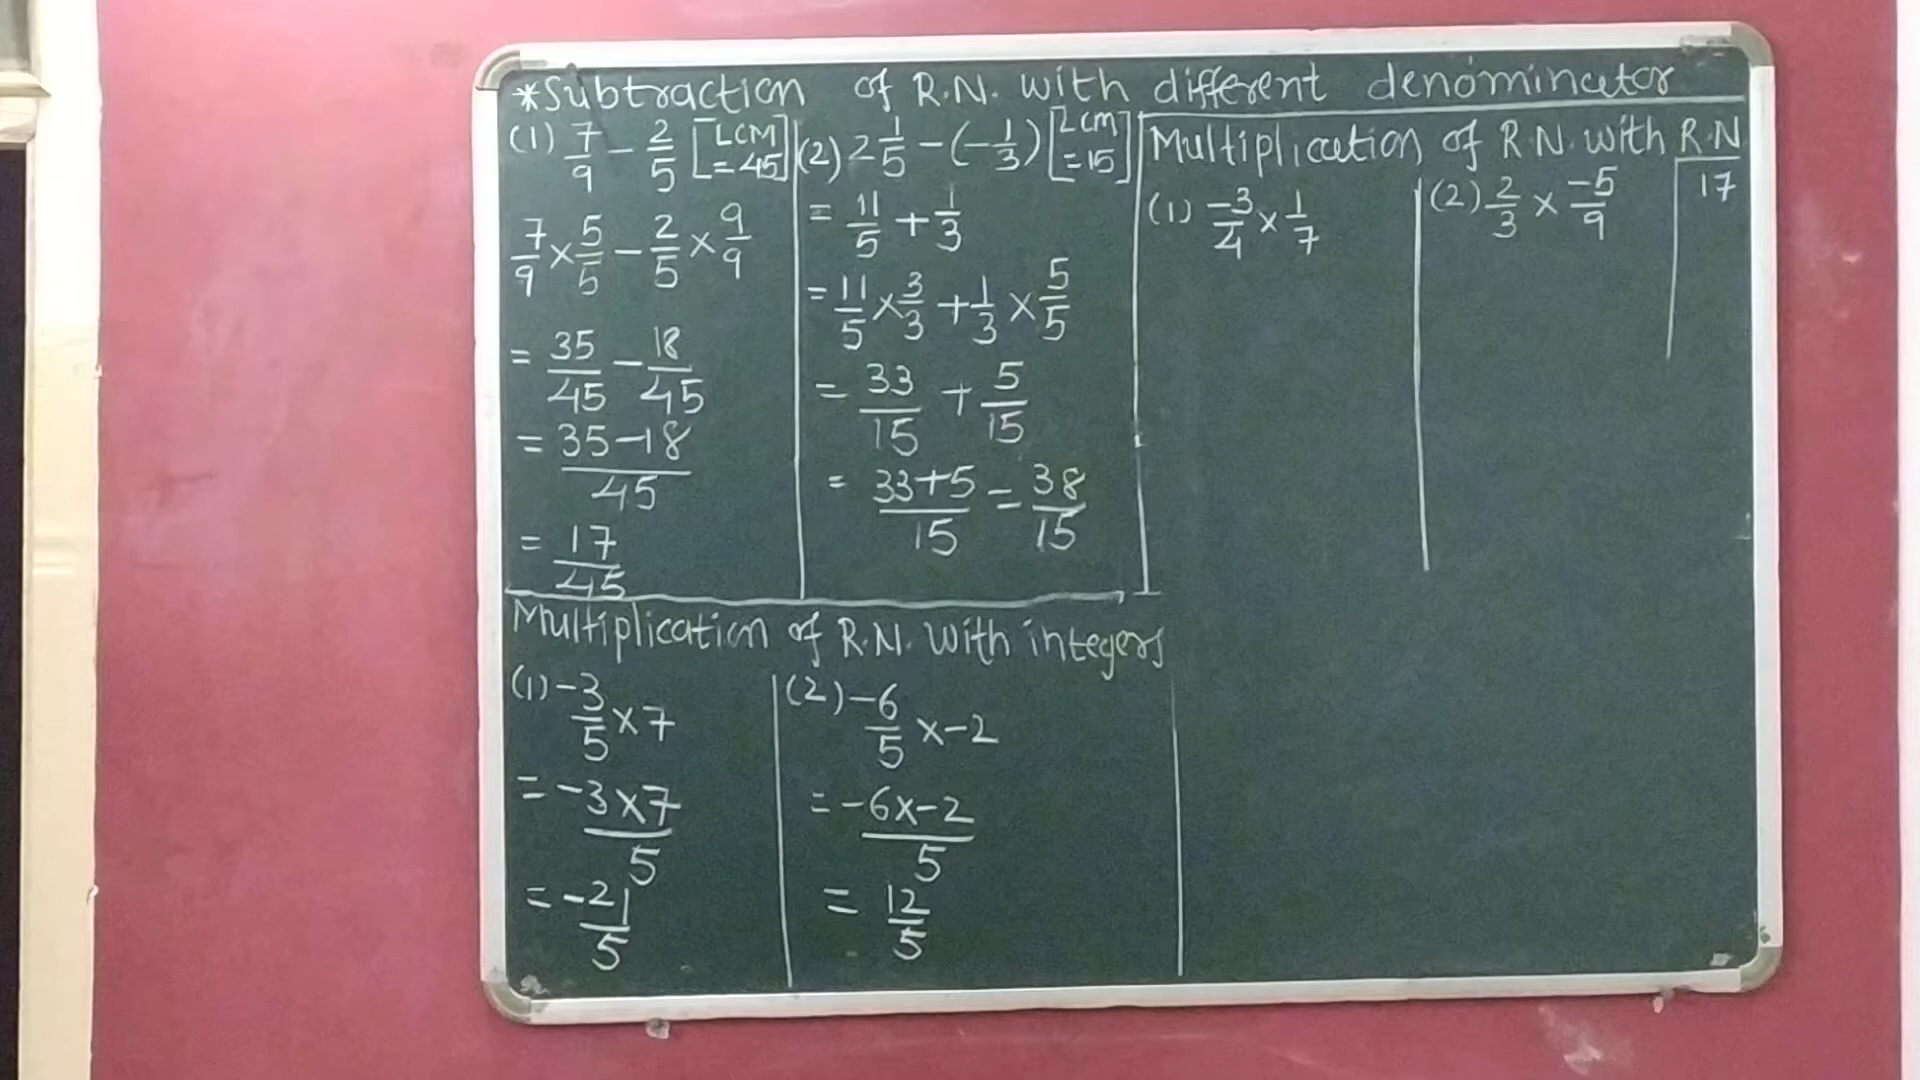 *Subtraction of R.N. with different denominator
(1) 7/9 - 2/5 [LCM = 45]
7/9 × 5/5 - 2/5 × 9/9
= 35/45 - 18/45
= 35-18/45
= 17/45
(2) 2 1/5 - (-1/3) [LCM = 15]
= 11/5 + 1/3
= 11/5 × 3/3 + 1/3 × 5/5
= 33/15 + 5/15
= 33+5/15 = 38/15
Multiplication of R.N. with integers
(1) -3/5 × 7
= -3×7/5
= -21/5
(2) -6/5 × -2
= -6×-2/5
= 12/5
Multiplication of R.N. with R.N
(1) -3/4 × 1/7
(2) 2/3 × -5/9
17